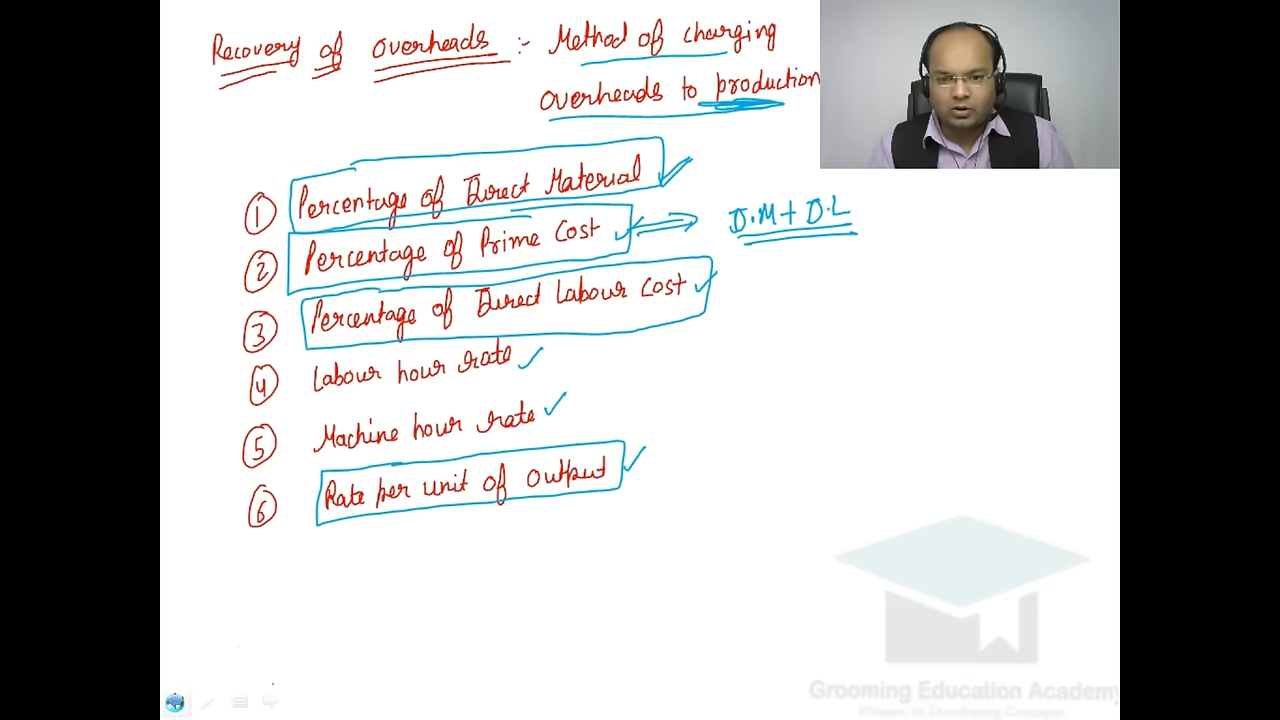 Recovery of overheads :- Method of charging
overheads to production
① Percentage of Direct Material
② Percentage of Prime Cost ⇒ D.M + D.L
③ Percentage of Direct Labour Cost
④ Labour hour rate
⑤ Machine hour rate
⑥ Rate per unit of output
Grooming Education Academy